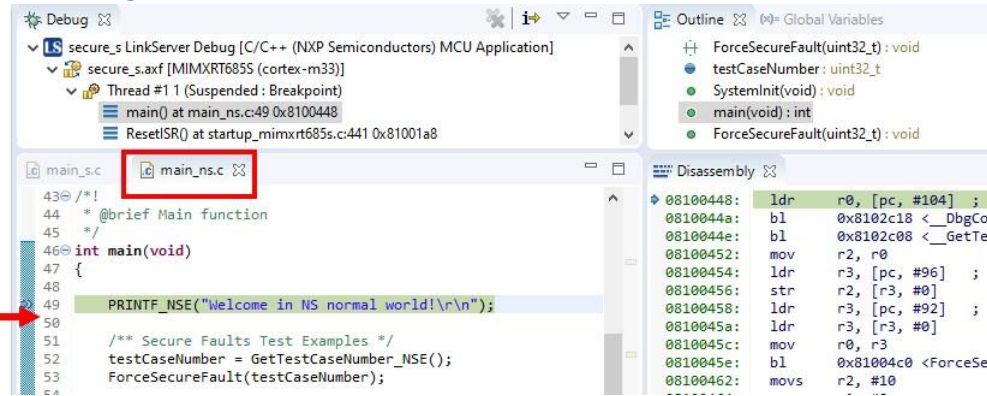 Debug
secure_s LinkServer Debug [C/C++ (NXP Semiconductors) MCU Application]
secure_s.axf [MIMXRT685S (cortex-m33)]
Thread #1 1 (Suspended : Breakpoint)
main() at main_ns.c:49 0x8100448
ResetISR() at startup_mimxrt685s.c:441 0x81001a8
Outline (x)= Global Variables
ForceSecureFault(uint32_t) : void
testCaseNumber : uint32_t
SystemInit(void) : void
main(void) : int
ForceSecureFault(uint32_t) : void
main_s.c main_ns.c
43 /*!
44 * @brief Main function
45 */
46 int main(void)
47 {
48
49 PRINTF_NSE("Welcome in NS normal world!\r\n");
50
51 /** Secure Faults Test Examples */
52 testCaseNumber = GetTestCaseNumber_NSE();
53 ForceSecureFault(testCaseNumber);
54
Disassembly
08100448: ldr r0, [pc, #104] ;
0810044a: bl 0x8102c18 <__DbgCo
0810044e: bl 0x8102c08 <__GetTe
08100452: mov r2, r0
08100454: ldr r3, [pc, #96] ;
08100456: str r2, [r3, #0]
08100458: ldr r3, [pc, #92] ;
0810045a: ldr r3, [r3, #0]
0810045c: mov r0, r3
0810045e: bl 0x81004c0 <ForceSe
08100462: movs r2, #10